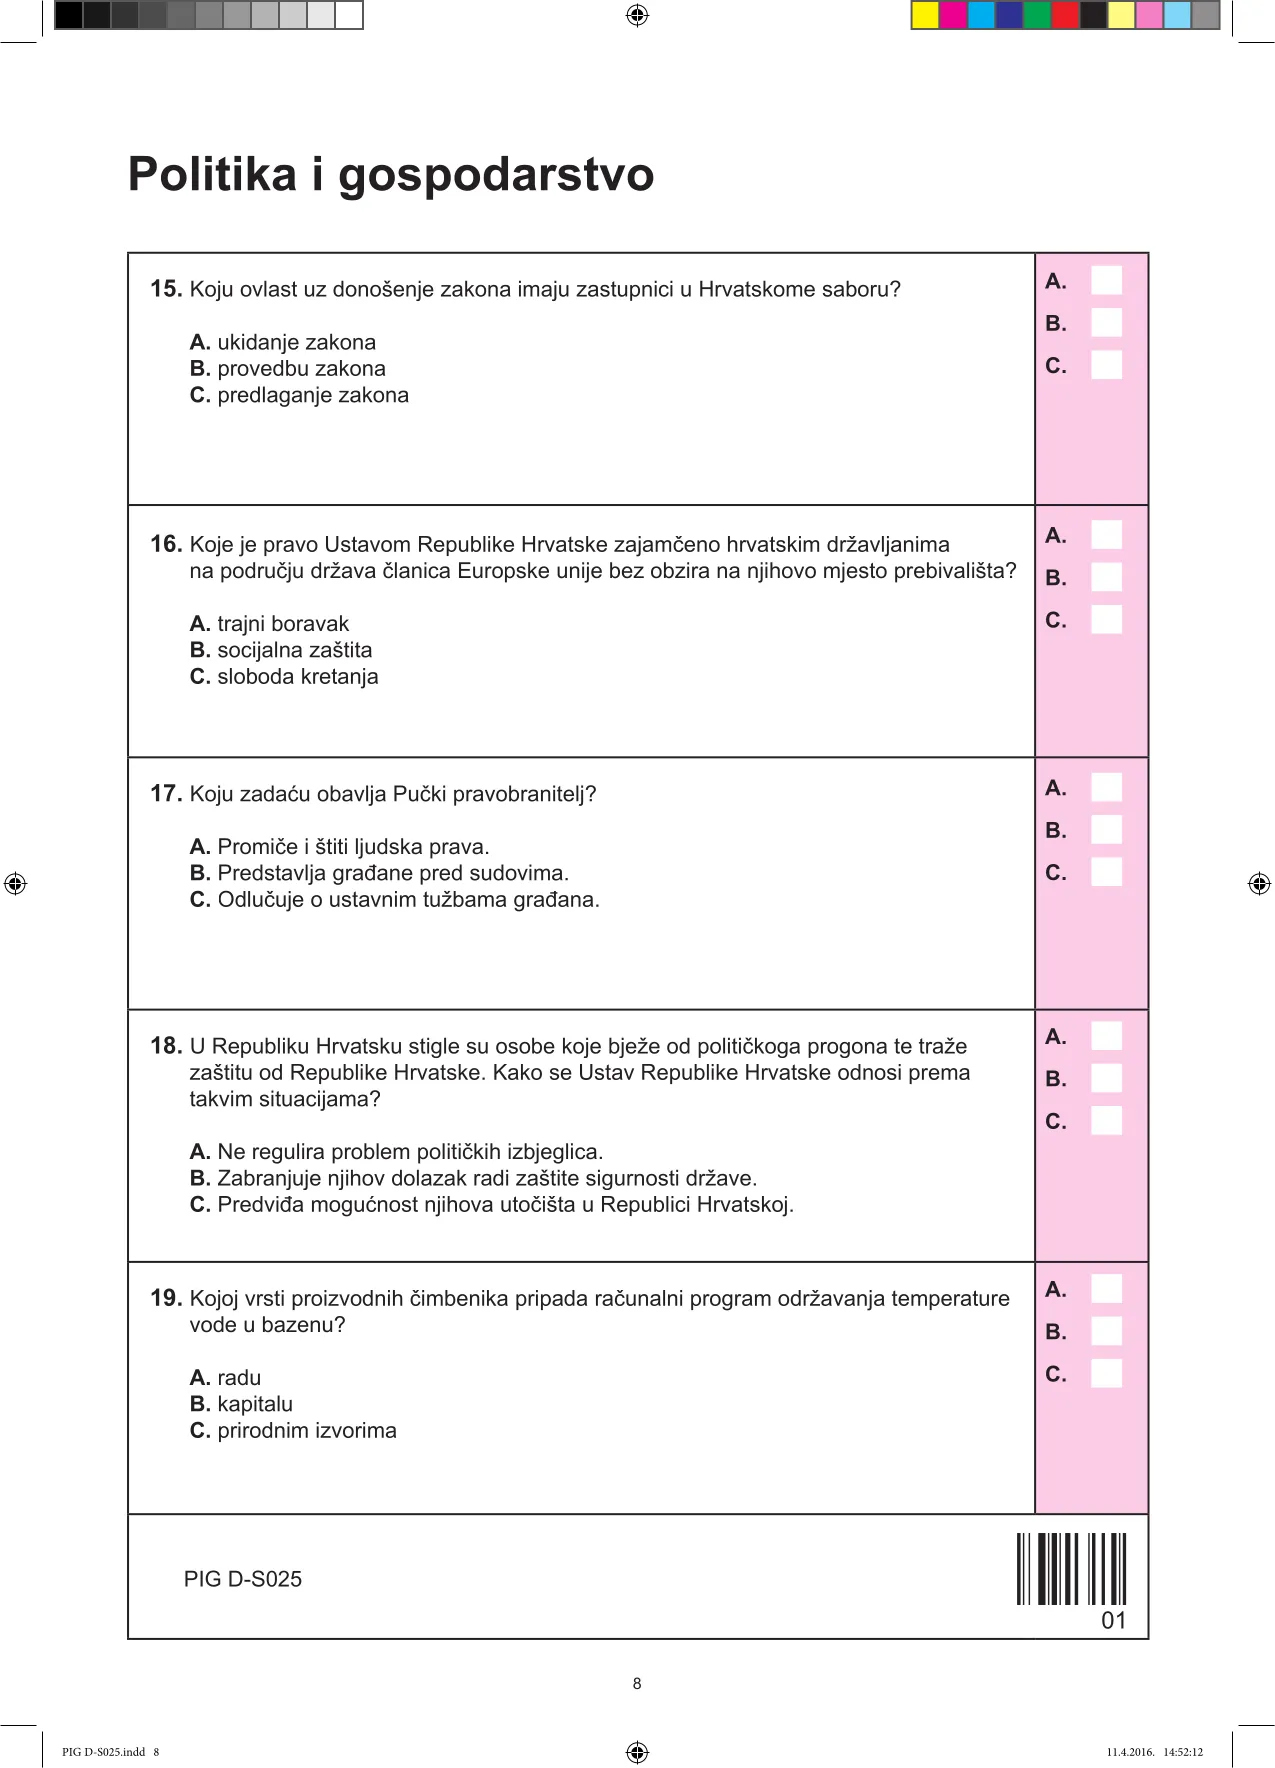 Politika i gospodarstvo
15. Koju ovlast uz donošenje zakona imaju zastupnici u Hrvatskome saboru?
A. ukidanje zakona
B. provedbu zakona
C. predlaganje zakona
A.
B.
C.
16. Koje je pravo Ustavom Republike Hrvatske zajamčeno hrvatskim državljanima
na području država članica Europske unije bez obzira na njihovo mjesto prebivališta?
A. trajni boravak
B. socijalna zaštita
C. sloboda kretanja
A.
B.
C.
17. Koju zadaću obavlja Pučki pravobranitelj?
A. Promiče i štiti ljudska prava.
B. Predstavlja građane pred sudovima.
C. Odlučuje o ustavnim tužbama građana.
A.
B.
C.
18. U Republiku Hrvatsku stigle su osobe koje bježe od političkoga progona te traže
zaštitu od Republike Hrvatske. Kako se Ustav Republike Hrvatske odnosi prema
takvim situacijama?
A. Ne regulira problem političkih izbjeglica.
B. Zabranjuje njihov dolazak radi zaštite sigurnosti države.
C. Predviđa mogućnost njihova utočišta u Republici Hrvatskoj.
A.
B.
C.
19. Kojoj vrsti proizvodnih čimbenika pripada računalni program održavanja temperature
vode u bazenu?
A. radu
B. kapitalu
C. prirodnim izvorima
A.
B.
C.
PIG D-S025
01
8
PIG D-S025.indd 8
11.4.2016. 14:52:12